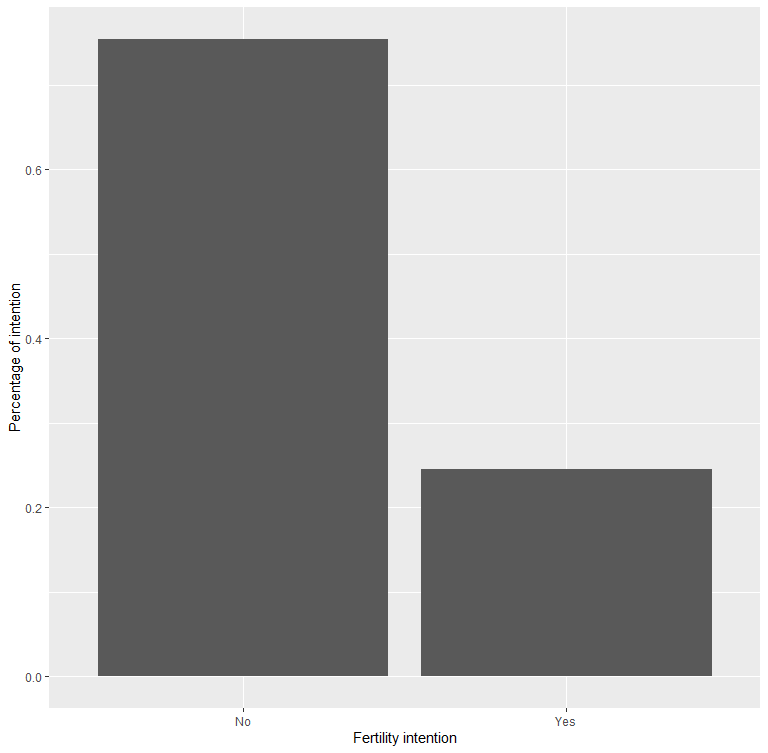 Percentage of intention
0.6
0.4
0.2
0.0
No Yes
Fertility intention